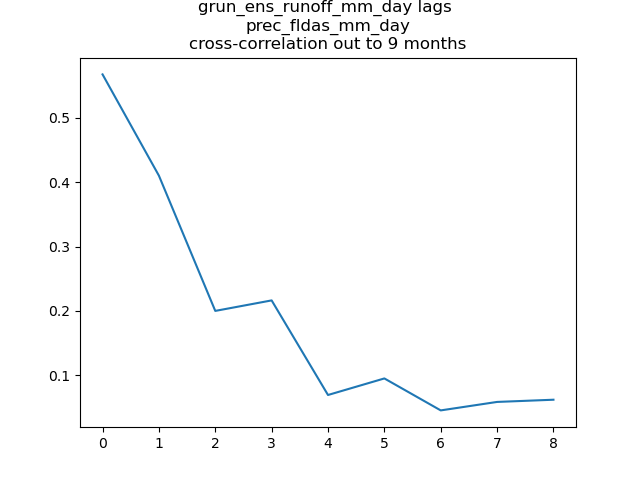 grun_ens_runoff_mm_day lags
prec_fldas_mm_day
cross-correlation out to 9 months
0.5
0.4
0.3
0.2
0.1
0 1 2 3 4 5 6 7 8